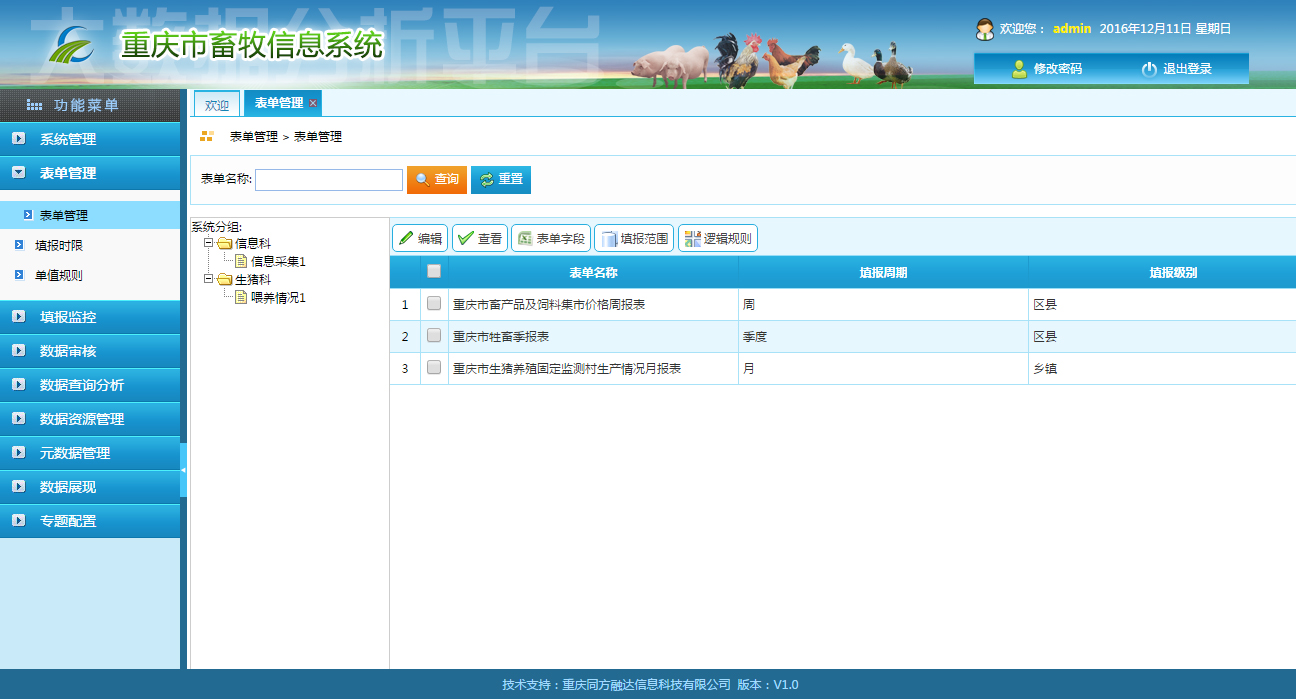 大数据分析平台
重庆市畜牧信息系统
欢迎您： admin 2016年12月11日 星期日
修改密码 退出登录
功能菜单
系统管理
表单管理
表单管理
填报时限
单值规则
填报监控
数据审核
数据查询分析
数据资源管理
元数据管理
数据展现
专题配置
欢迎 表单管理
表单管理 > 表单管理
表单名称: 查询 重置
系统分组:
信息科
信息采集1
生猪科
喂养情况1
编辑 查看 表单字段 填报范围 逻辑规则
表单名称 填报周期 填报级别
1 重庆市畜产品及饲料集市价格周报表 周 区县
2 重庆市牲畜季报表 季度 区县
3 重庆市生猪养殖固定监测村生产情况月报表 月 乡镇
技术支持：重庆同方融达信息科技有限公司 版本：V1.0